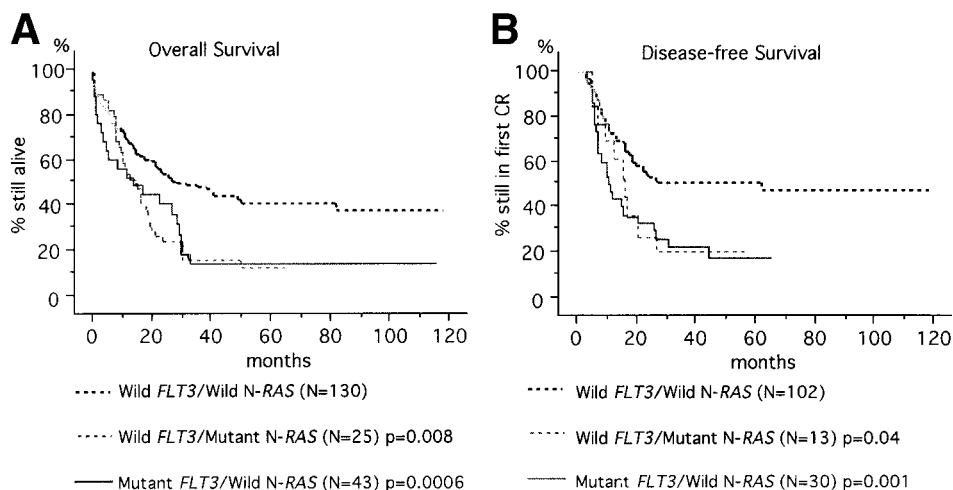 A
%
Overall Survival
100
80
60
40
20
0
% still alive
0 20 40 60 80 100 120
months
Wild FLT3/Wild N-RAS (N=130)
Wild FLT3/Mutant N-RAS (N=25) p=0.008
Mutant FLT3/Wild N-RAS (N=43) p=0.0006
B
%
Disease-free Survival
100
80
60
40
20
0
% still in first CR
0 20 40 60 80 100 120
months
Wild FLT3/Wild N-RAS (N=102)
Wild FLT3/Mutant N-RAS (N=13) p=0.04
Mutant FLT3/Wild N-RAS (N=30) p=0.001